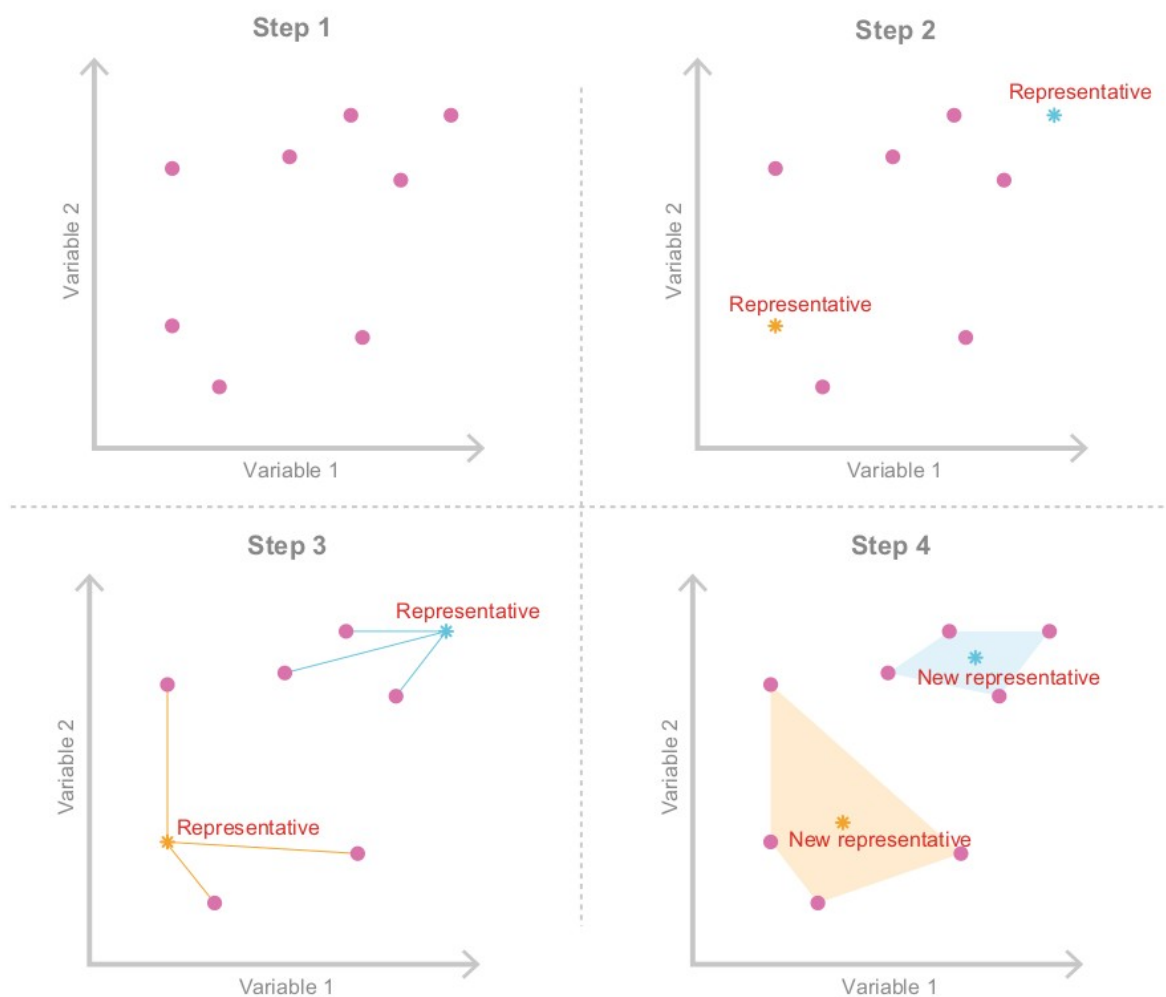 Step 1
Variable 2
Variable 1
Step 2
Representative
Representative
Variable 2
Variable 1
Step 3
Representative
Representative
Variable 2
Variable 1
Step 4
New representative
New representative
Variable 2
Variable 1